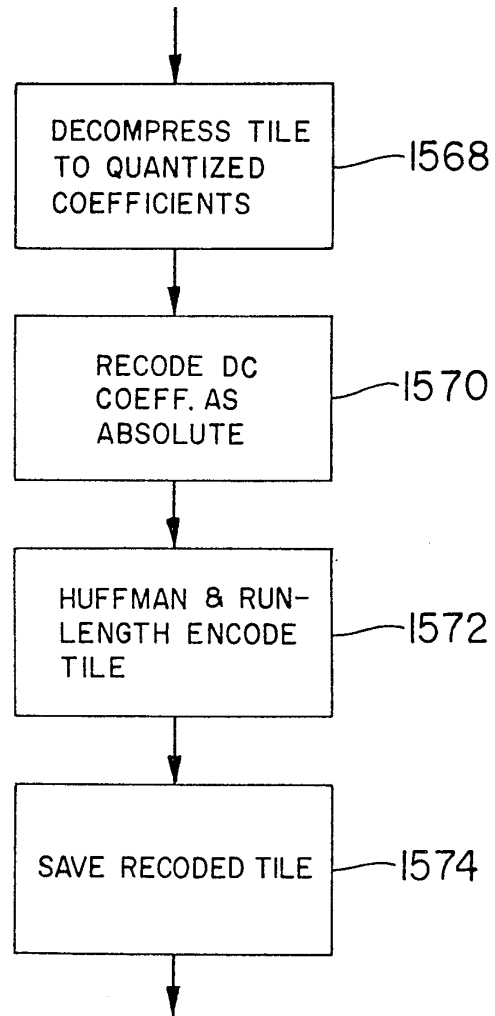 DECOMPRESS TILE
TO QUANTIZED
COEFFICIENTS
1568
RECODE DC
COEFF. AS
ABSOLUTE
1570
HUFFMAN & RUN-
LENGTH ENCODE
TILE
1572
SAVE RECODED TILE
1574